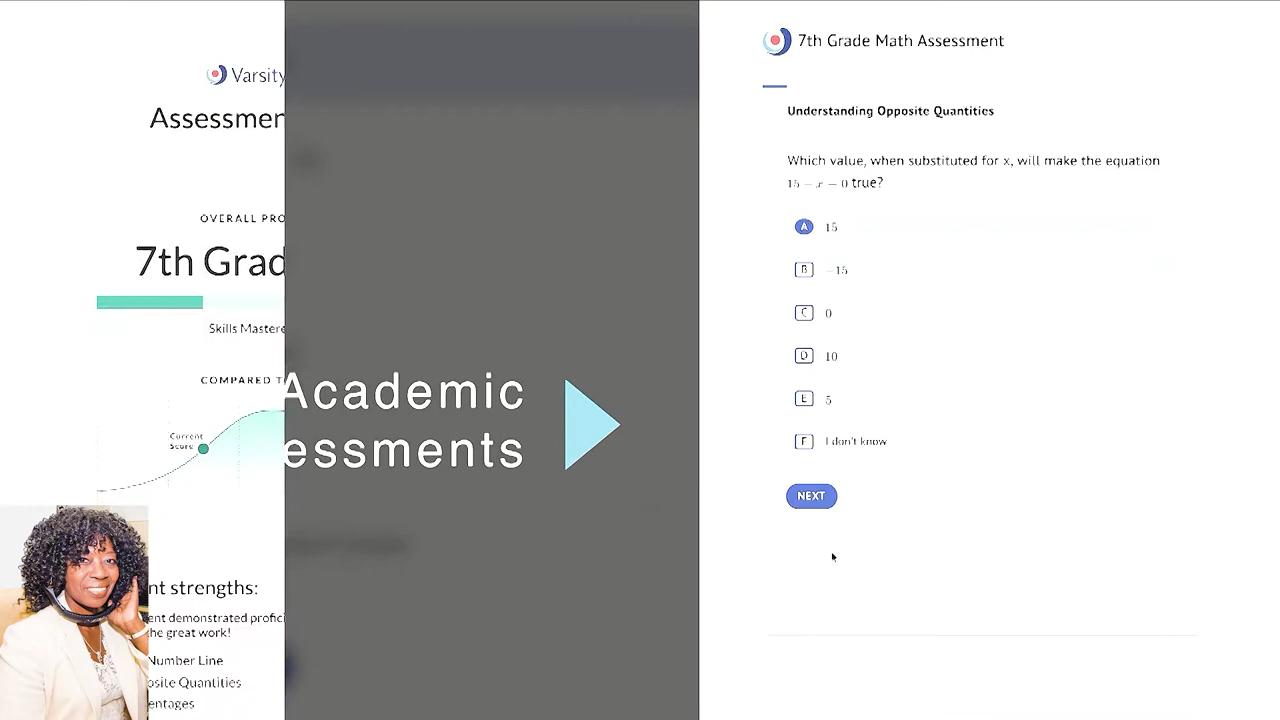 Varsity
Assessmen
OVERALL PRO
7th Grad
Skills Mastere
COMPARED T
Current
Score
nt strengths:
ent demonstrated profici
the great work!
Number Line
osite Quantities
entages
Academic
essments
7th Grade Math Assessment
Understanding Opposite Quantities
Which value, when substituted for x, will make the equation
15 − x = 0 true?
A 15
B −15
C 0
D 10
E 5
F I don't know
NEXT